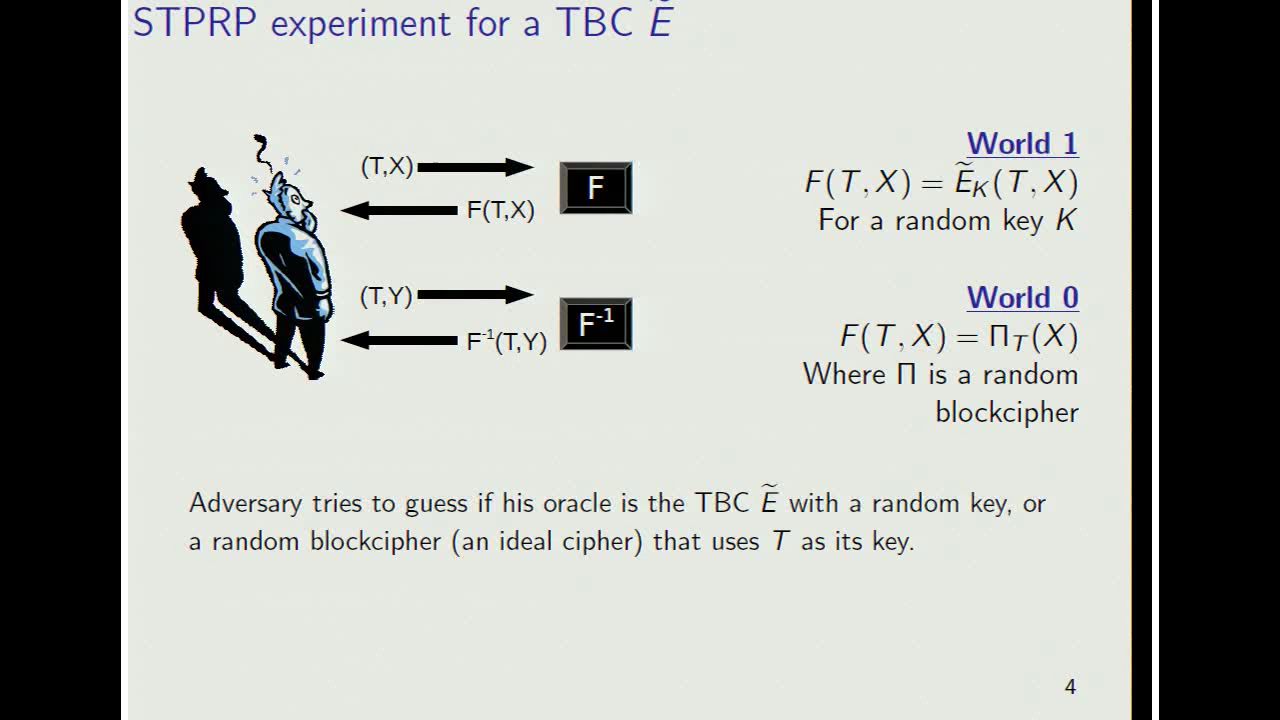 STPRP experiment for a TBC Ẽ
(T,X)
F
F(T,X)
(T,Y)
F⁻¹
F⁻¹(T,Y)
World 1
F(T, X) = Ẽ_K(T, X)
For a random key K
World 0
F(T, X) = Π_T(X)
Where Π is a random
blockcipher
Adversary tries to guess if his oracle is the TBC Ẽ with a random key, or
a random blockcipher (an ideal cipher) that uses T as its key.
4